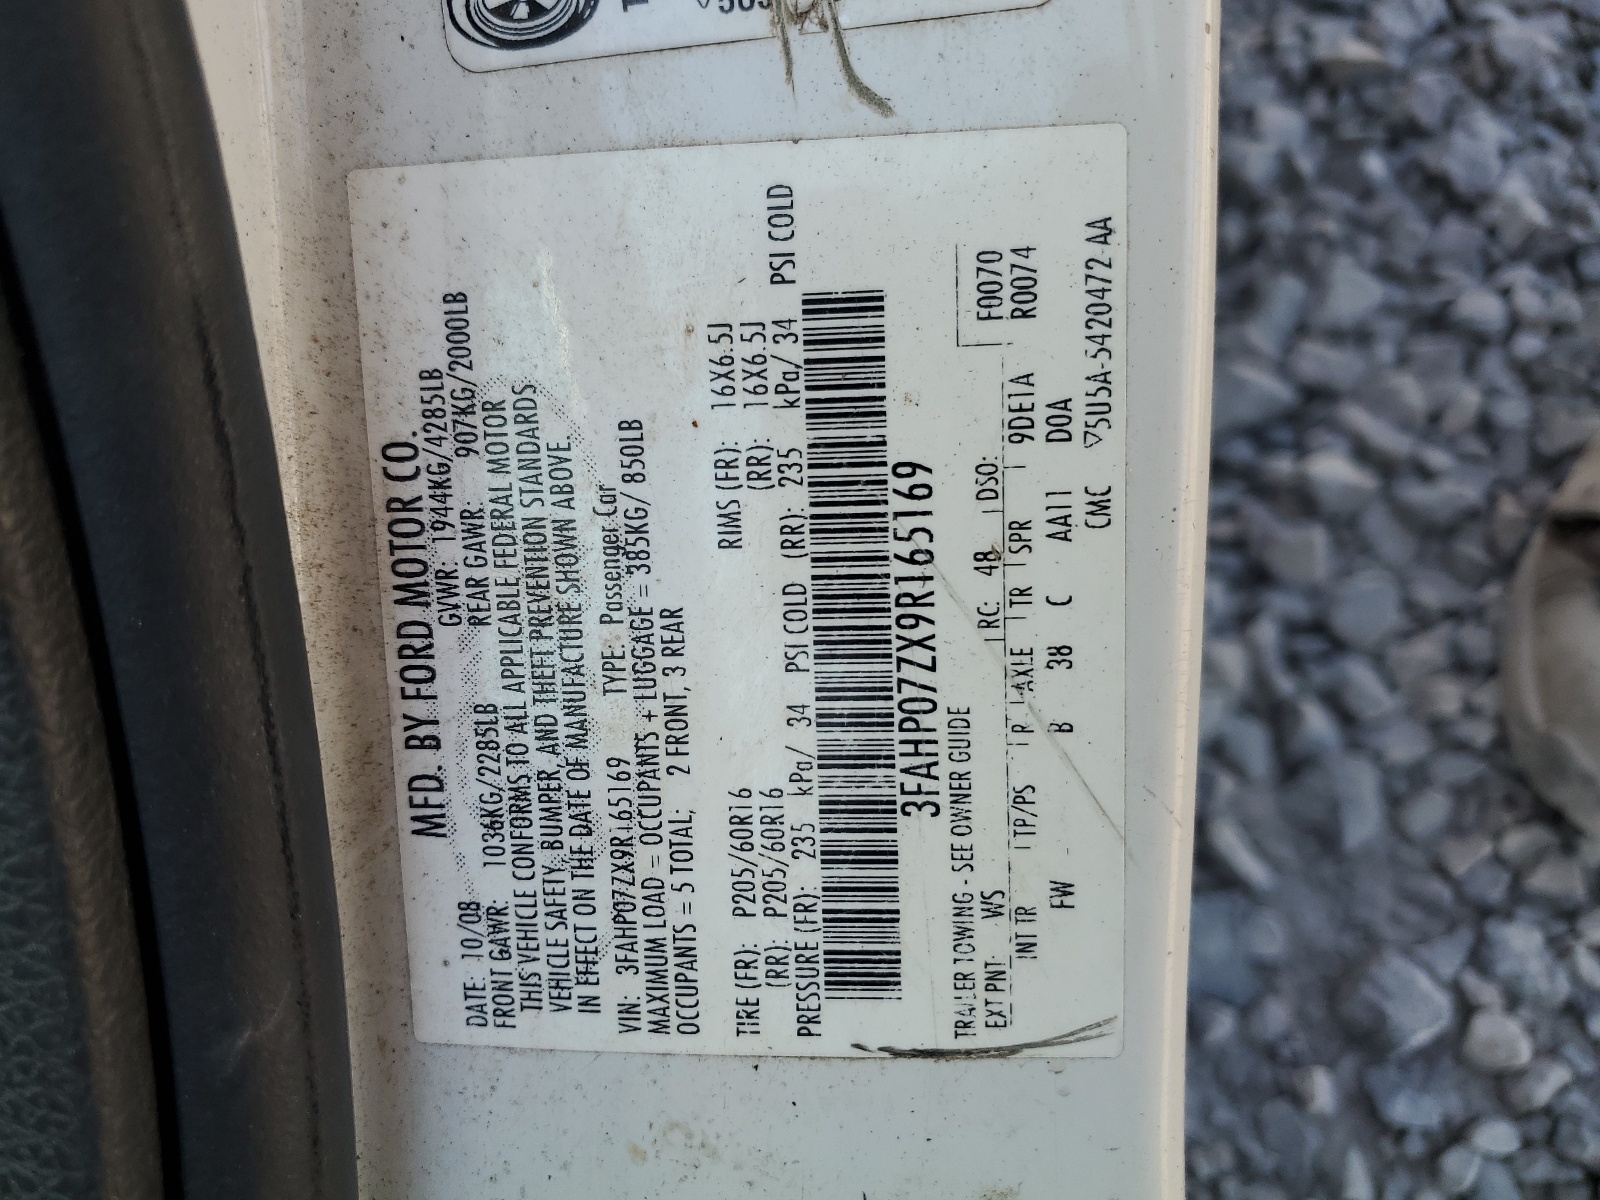 MFD. BY FORD MOTOR CO.
DATE: 10/08 GVWR: 1944KG/4285LB
FRONT GAWR: 1036KG/2285LB REAR GAWR: 907KG/2000LB
THIS VEHICLE CONFORMS TO ALL APPLICABLE FEDERAL MOTOR
VEHICLE SAFETY, BUMPER, AND THEFT PREVENTION STANDARDS
IN EFFECT ON THE DATE OF MANUFACTURE SHOWN ABOVE.
VIN: 3FAHP07ZX9R165169 TYPE: Passenger Car
MAXIMUM LOAD = OCCUPANTS + LUGGAGE = 385KG/ 850LB
OCCUPANTS = 5 TOTAL; 2 FRONT, 3 REAR
TIRE (FR): P205/60R16 RIMS (FR): 16X6.5J
(RR): P205/60R16 (RR): 16X6.5J
PRESSURE (FR): 235 kPa/ 34 PSI COLD (RR): 235 kPa/ 34 PSI COLD
3FAHP07ZX9R165169
TRAILER TOWING - SEE OWNER GUIDE
EXT PNT: WS RC: 48 DSO: F0070
INT TR TP/PS R AXLE TR SPR 9DE1A R0074
FW - B 38 C AA11 DOA
CMC ▽5U5A-5420472-AA